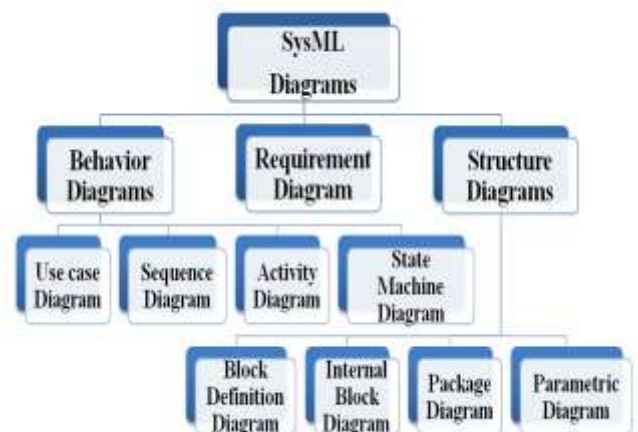 SysML
Diagrams
Behavior
Diagrams
Requirement
Diagram
Structure
Diagrams
Use case
Diagram
Sequence
Diagram
Activity
Diagram
State
Machine
Diagram
Block
Definition
Diagram
Internal
Block
Diagram
Package
Diagram
Parametric
Diagram